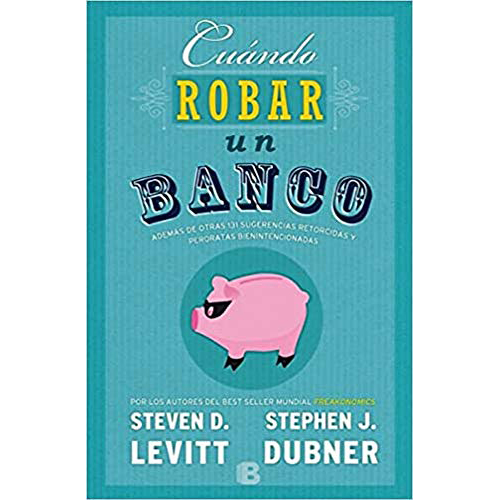 Cuándo
ROBAR
un
BANCO
ADEMÁS DE OTRAS 131 SUGERENCIAS RETORCIDAS Y
PERORATAS BIENINTENCIONADAS
POR LOS AUTORES DEL BEST SELLER MUNDIAL FREAKONOMICS
STEVEN D. STEPHEN J.
LEVITT DUBNER
B